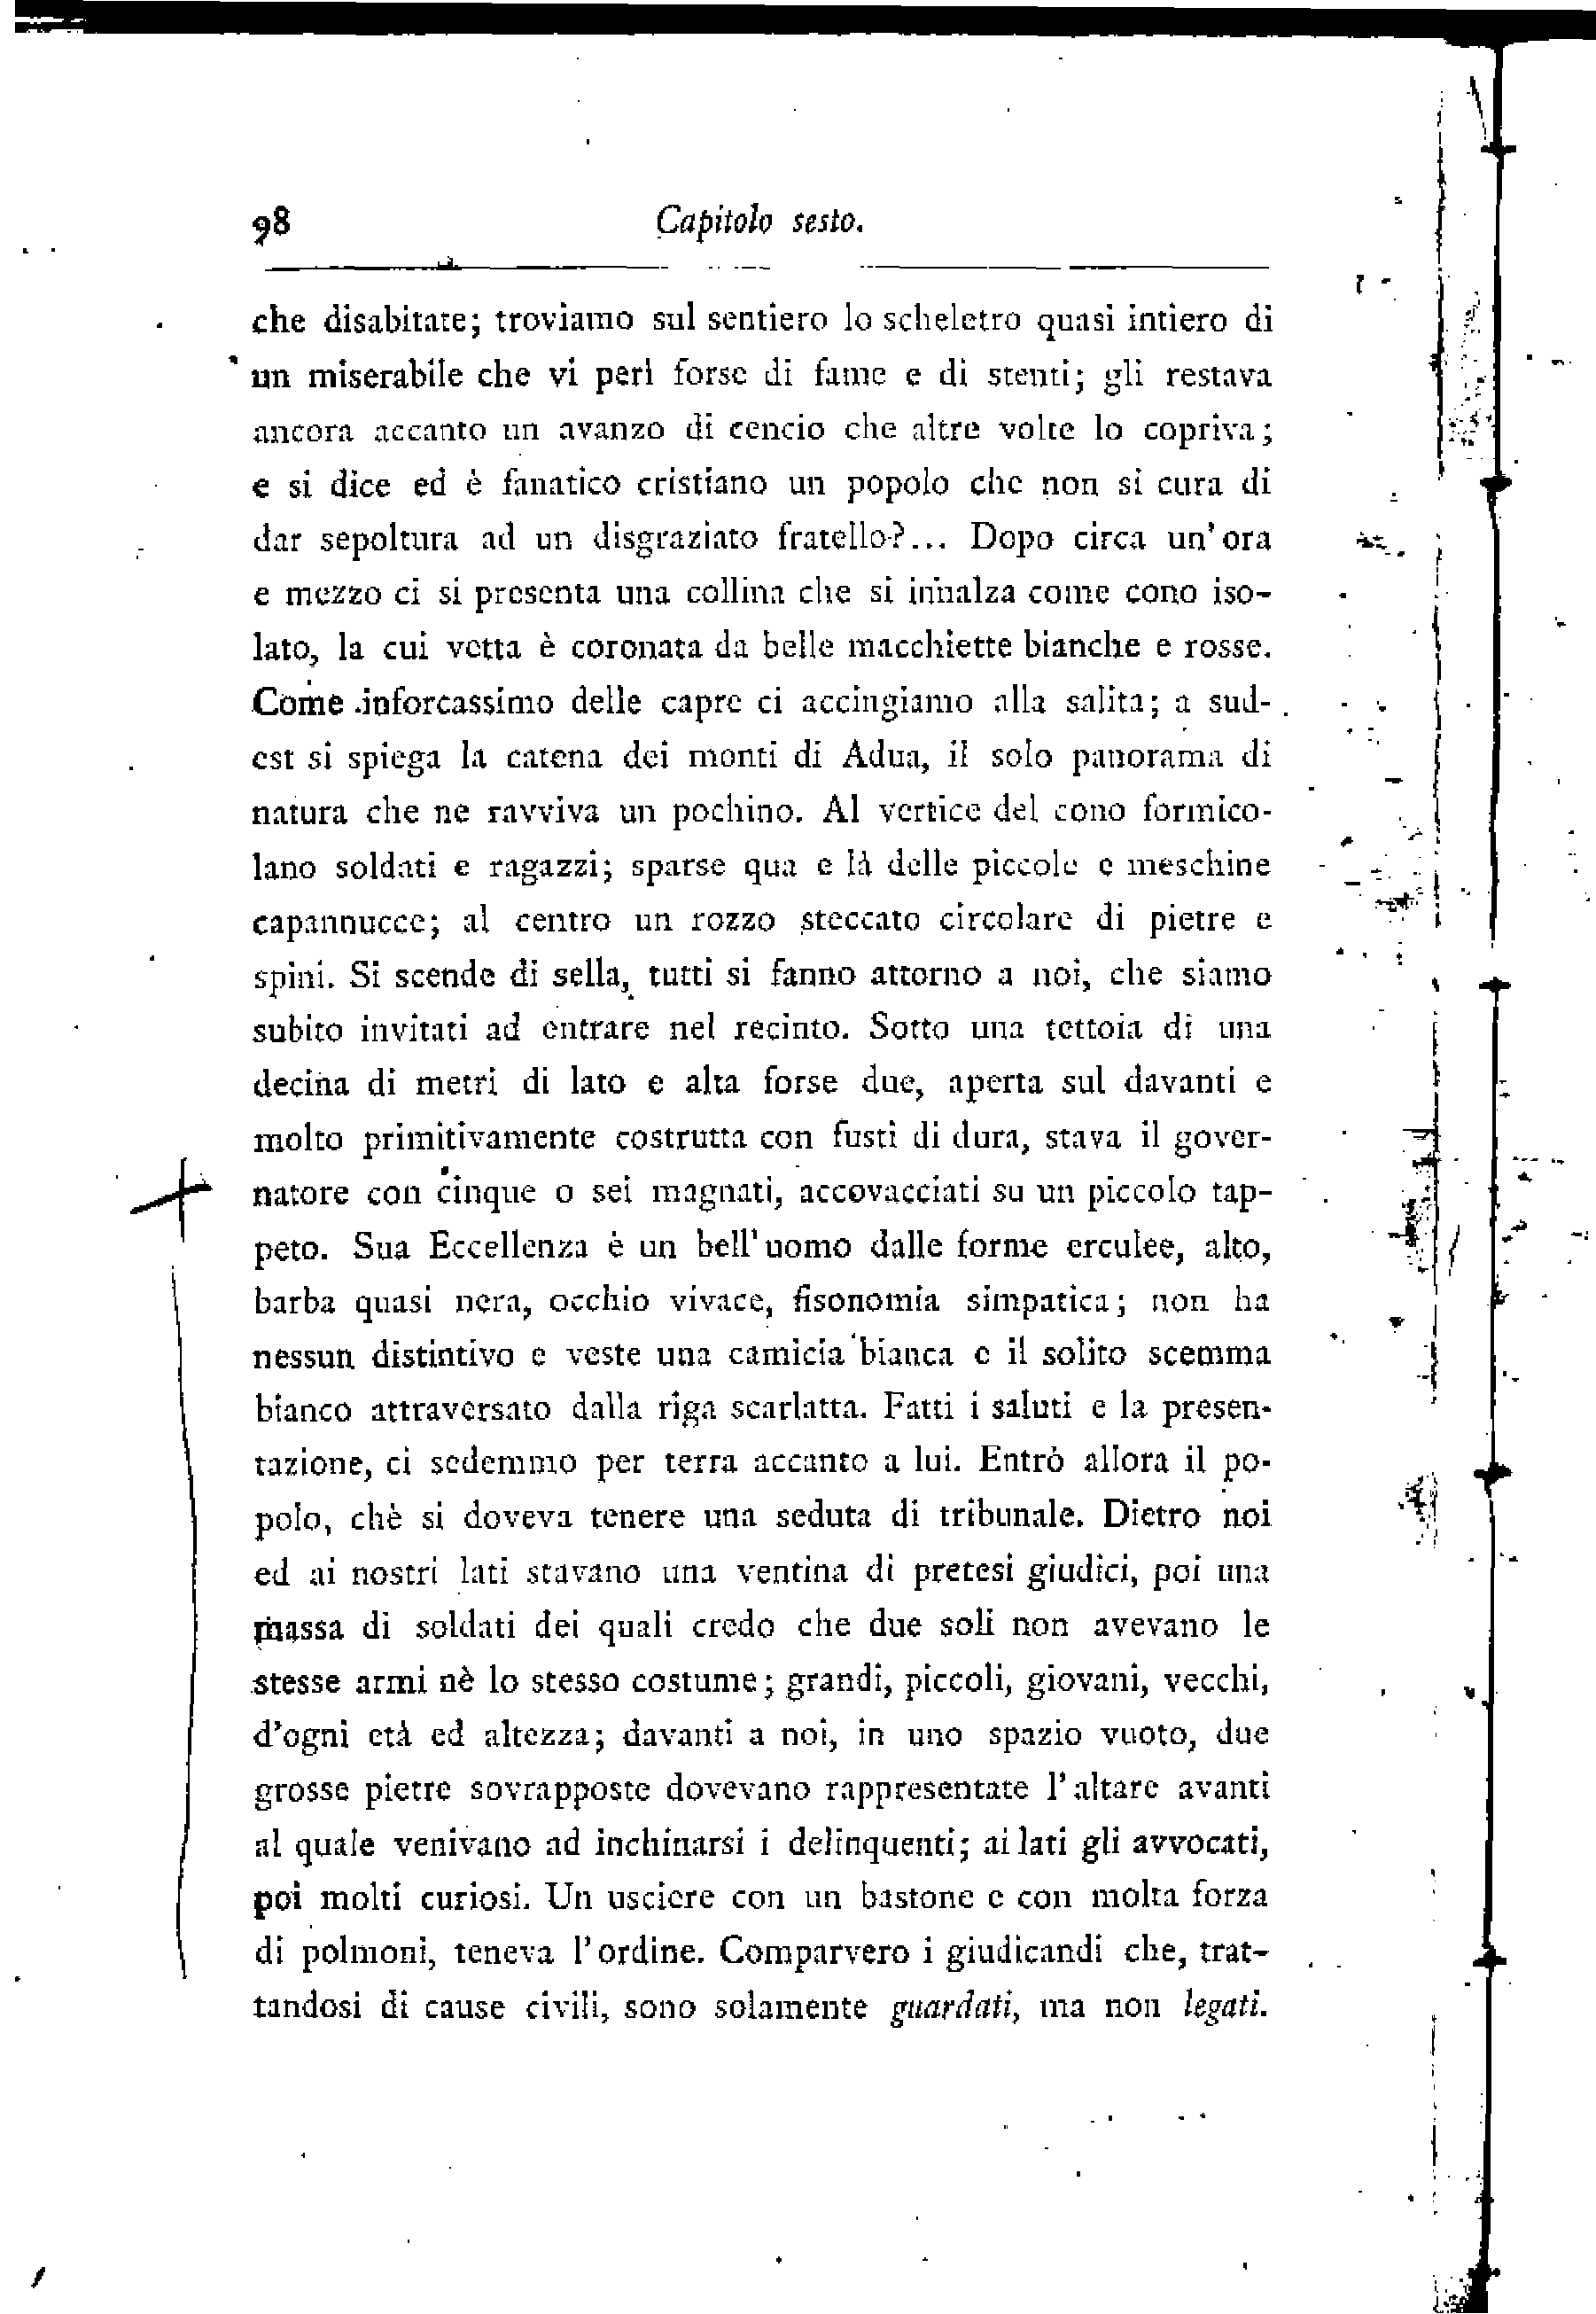 98
Capitolo sesto.
che disabitate; troviamo sul sentiero lo scheletro quasi intiero di
un miserabile che vi perì forse di fame e di stenti; gli restava
ancora accanto un avanzo di cencio che altre volte lo copriva;
e si dice ed è fanatico cristiano un popolo che non si cura di
dar sepoltura ad un disgraziato fratello?... Dopo circa un'ora
e mezzo ci si presenta una collina che si innalza come cono iso-
lato, la cui vetta è coronata da belle macchiette bianche e rosse.
Come inforcassimo delle capre ci accingiamo alla salita; a sud-
est si spiega la catena dei monti di Adua, il solo panorama di
natura che ne ravviva un pochino. Al vertice del cono formico-
lano soldati e ragazzi; sparse qua e là delle piccole e meschine
capannucce; al centro un rozzo steccato circolare di pietre e
spini. Si scende di sella, tutti si fanno attorno a noi, che siamo
subito invitati ad entrare nel recinto. Sotto una tettoia di una
decina di metri di lato e alta forse due, aperta sul davanti e
molto primitivamente costrutta con fusti di dura, stava il gover-
natore con cinque o sei magnati, accovacciati su un piccolo tap-
peto. Sua Eccellenza è un bell'uomo dalle forme erculee, alto,
barba quasi nera, occhio vivace, fisonomia simpatica; non ha
nessun distintivo e veste una camicia bianca e il solito scemma
bianco attraversato dalla riga scarlatta. Fatti i saluti e la presen-
tazione, ci sedemmo per terra accanto a lui. Entrò allora il po-
polo, chè si doveva tenere una seduta di tribunale. Dietro noi
ed ai nostri lati stavano una ventina di pretesi giudici, poi una
massa di soldati dei quali credo che due soli non avevano le
stesse armi nè lo stesso costume; grandi, piccoli, giovani, vecchi,
d'ogni età ed altezza; davanti a noi, in uno spazio vuoto, due
grosse pietre sovrapposte dovevano rappresentate l'altare avanti
al quale venivano ad inchinarsi i delinquenti; ai lati gli avvocati,
poi molti curiosi. Un usciere con un bastone e con molta forza
di polmoni, teneva l'ordine. Comparvero i giudicandi che, trat-
tandosi di cause civili, sono solamente guardati, ma non legati.